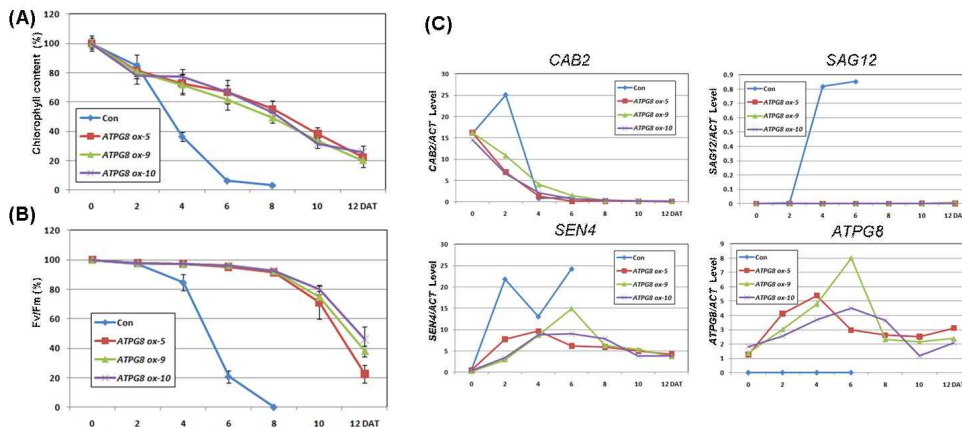 (A)
Chlorophyll content (%)
120
100
80
60
40
20
0
Con
ATPG8 ox-5
ATPG8 ox-9
ATPG8 ox-10
0 2 4 6 8 10 12 DAT
(B)
Fv/Fm (%)
120
100
80
60
40
20
0
Con
ATPG8 ox-5
ATPG8 ox-9
ATPG8 ox-10
0 2 4 6 8 10 12 DAT
(C)
CAB2
CAB2/ACT Level
30
25
20
15
10
5
0
Con
ATPG8 ox-5
ATPG8 ox-9
ATPG8 ox-10
0 2 4 6 8 10 12 DAT
SAG12
SAG12/ACT Level
0.9
0.8
0.7
0.6
0.5
0.4
0.3
0.2
0.1
0
Con
ATPG8 ox-5
ATPG8 ox-9
ATPG8 ox-10
0 2 4 6 8 10 12 DAT
SEN4
SEN4/ACT Level
30
25
20
15
10
5
0
Con
ATPG8 ox-5
ATPG8 ox-9
ATPG8 ox-10
0 2 4 6 8 10 12 DAT
ATPG8
ATPG8/ACT Level
9
8
7
6
5
4
3
2
1
0
Con
ATPG8 ox-5
ATPG8 ox-9
ATPG8 ox-10
0 2 4 6 8 10 12 DAT